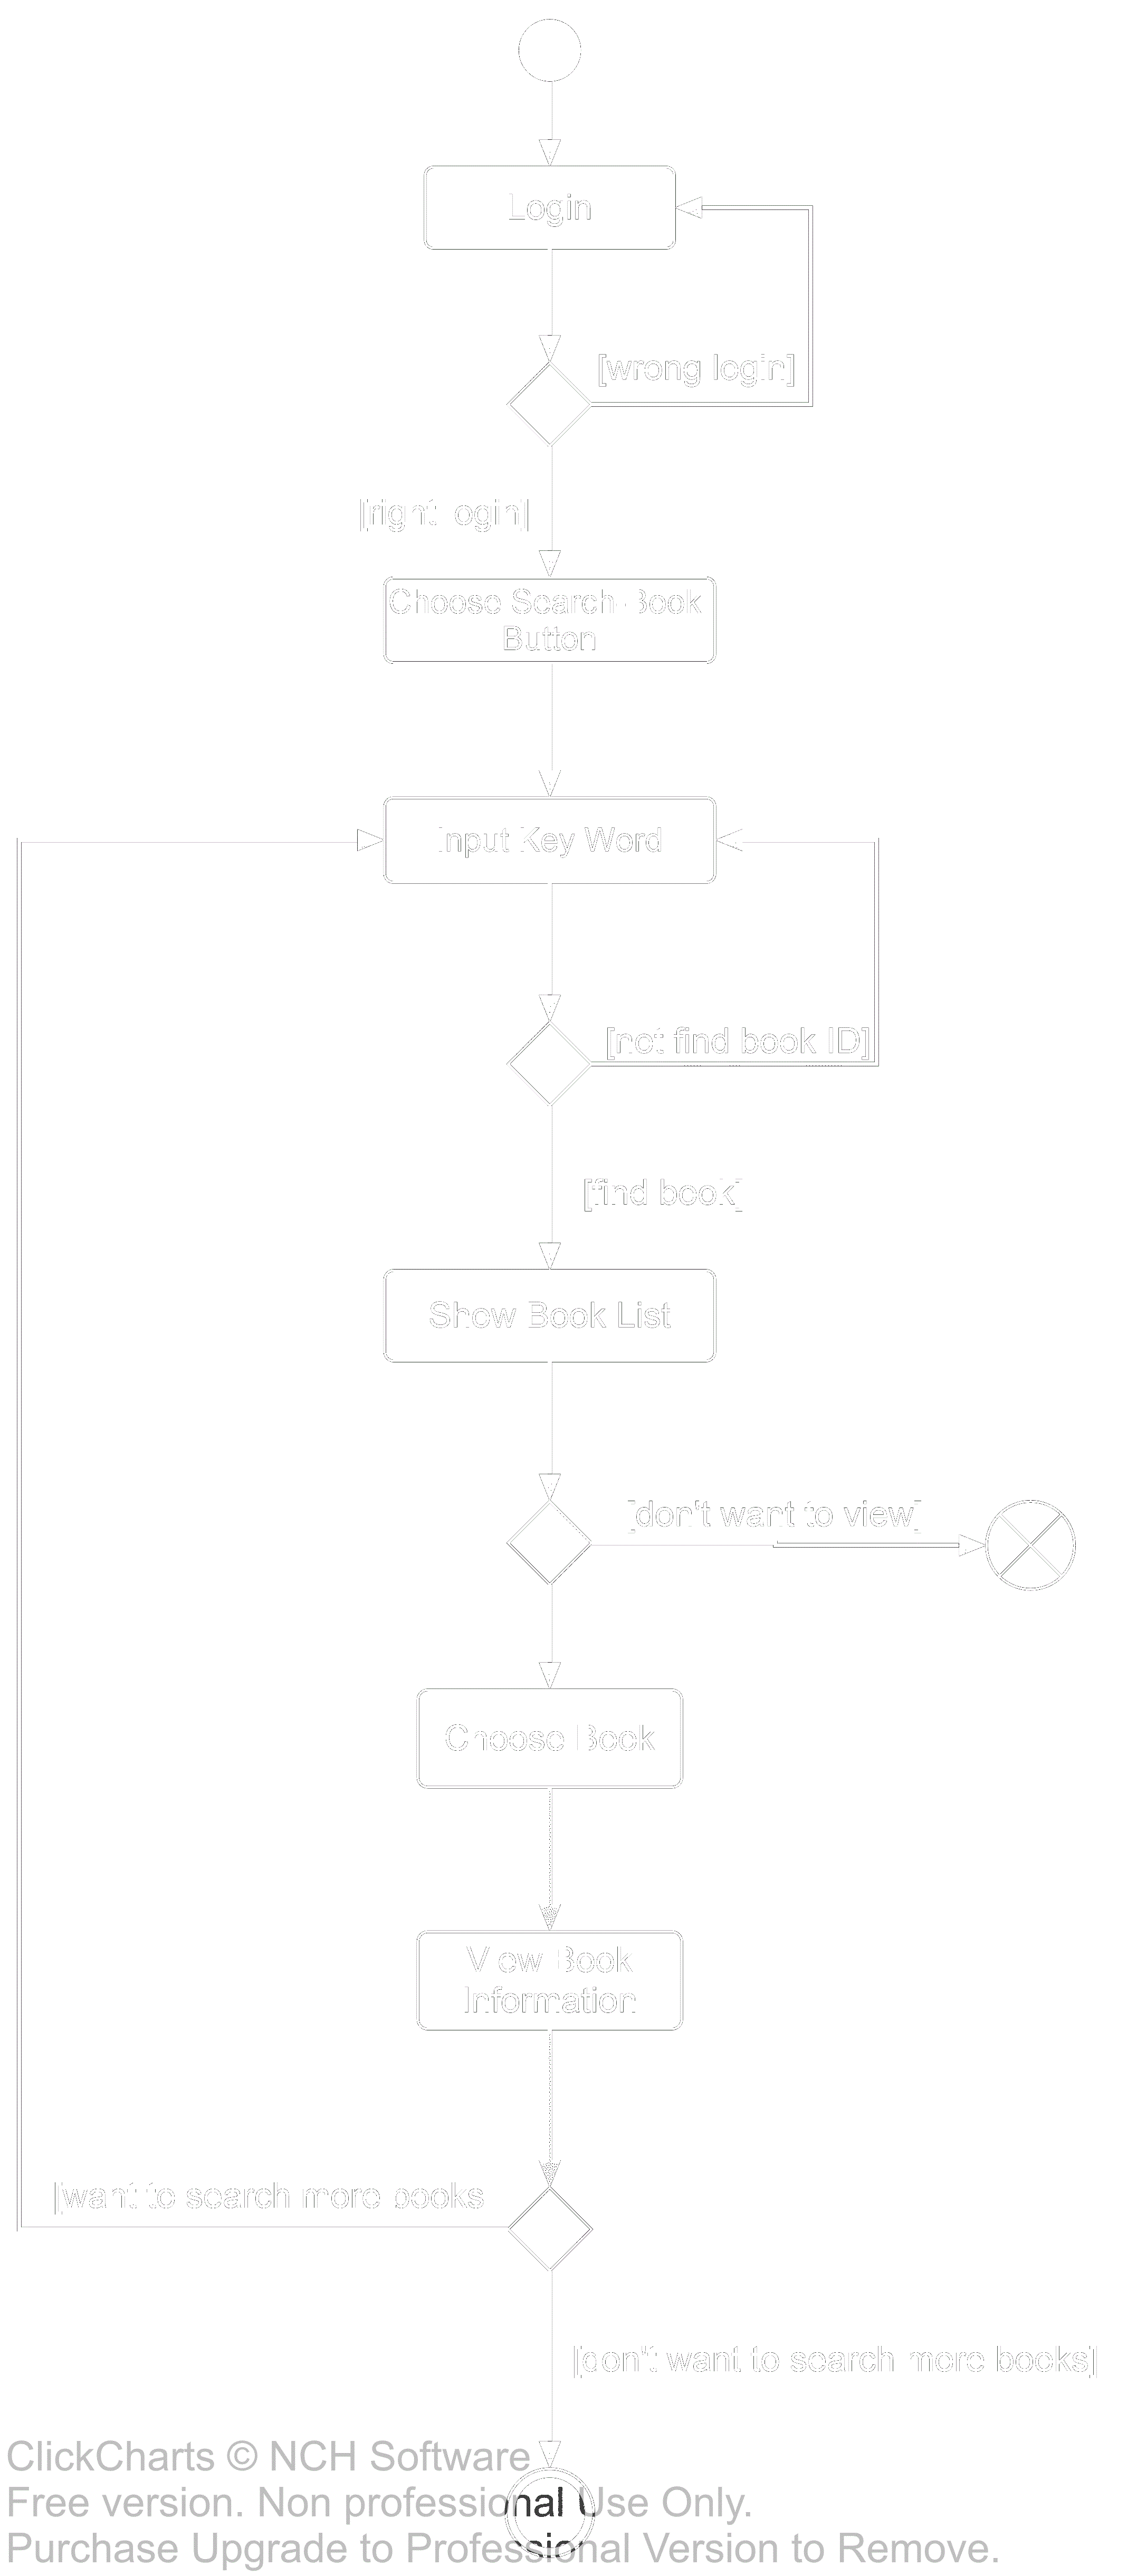 Login
[wrong login]
[right login]
Choose Search-Book
Button
Input Key Word
[not find book ID]
[find book]
Show Book List
[don't want to view]
Choose Book
View Book
Information
[want to search more books
[don't want to search more books]
ClickCharts © NCH Software
Free version. Non professional Use Only.
Purchase Upgrade to Professional Version to Remove.